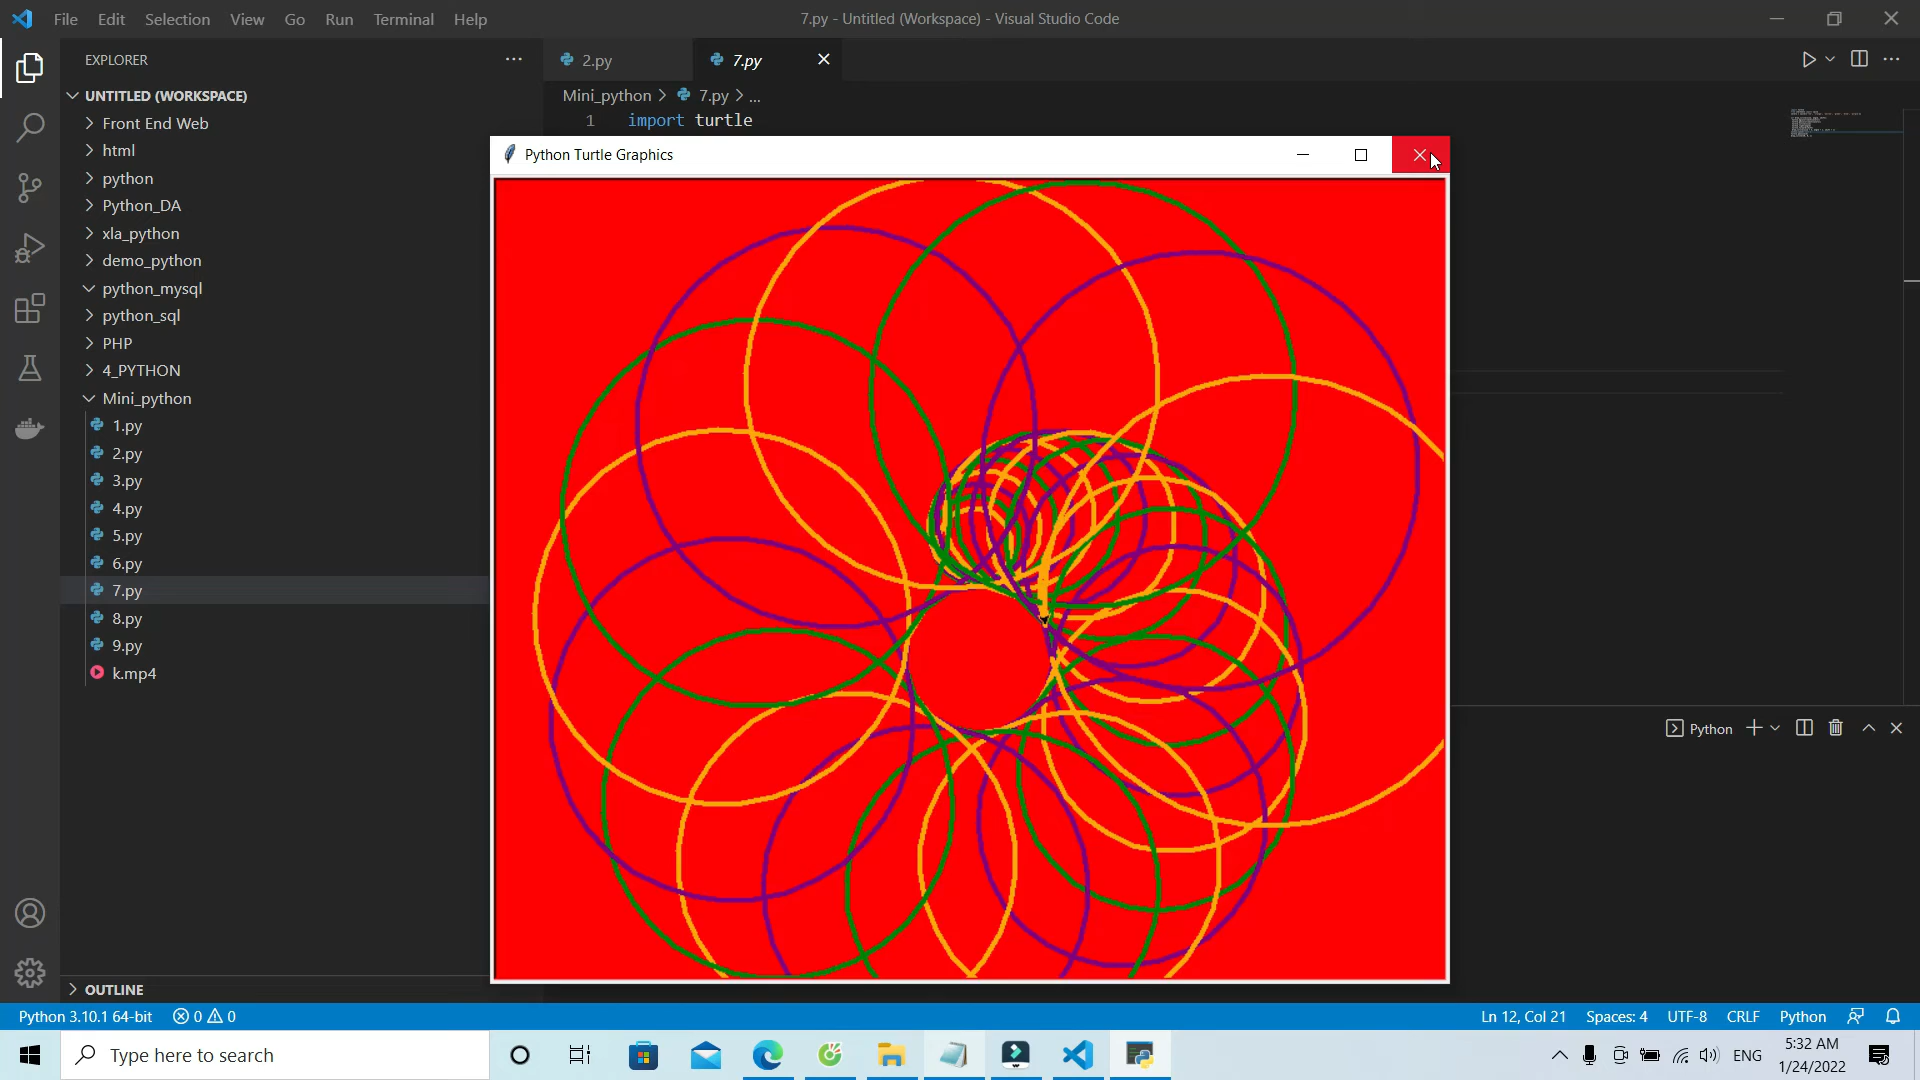 File Edit Selection View Go Run Terminal Help
7.py - Untitled (Workspace) - Visual Studio Code
EXPLORER
2.py
7.py
UNTITLED (WORKSPACE)
Mini_python > 7.py > ...
Front End Web
1 import turtle
html
python
Python_DA
xla_python
demo_python
python_mysql
python_sql
PHP
4_PYTHON
Mini_python
1.py
2.py
3.py
4.py
5.py
6.py
7.py
8.py
9.py
k.mp4
OUTLINE
Python Turtle Graphics
Python
Python 3.10.1 64-bit 0 0
Ln 12, Col 21 Spaces: 4 UTF-8 CRLF Python
Type here to search
ENG
5:32 AM
1/24/2022